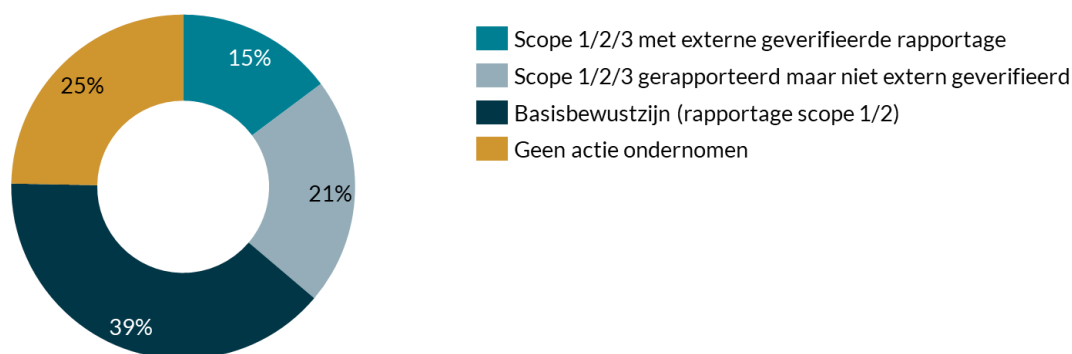 15%
25%
21%
39%
Scope 1/2/3 met externe geverifieerde rapportage
Scope 1/2/3 gerapporteerd maar niet extern geverifieerd
Basisbewustzijn (rapportage scope 1/2)
Geen actie ondernomen